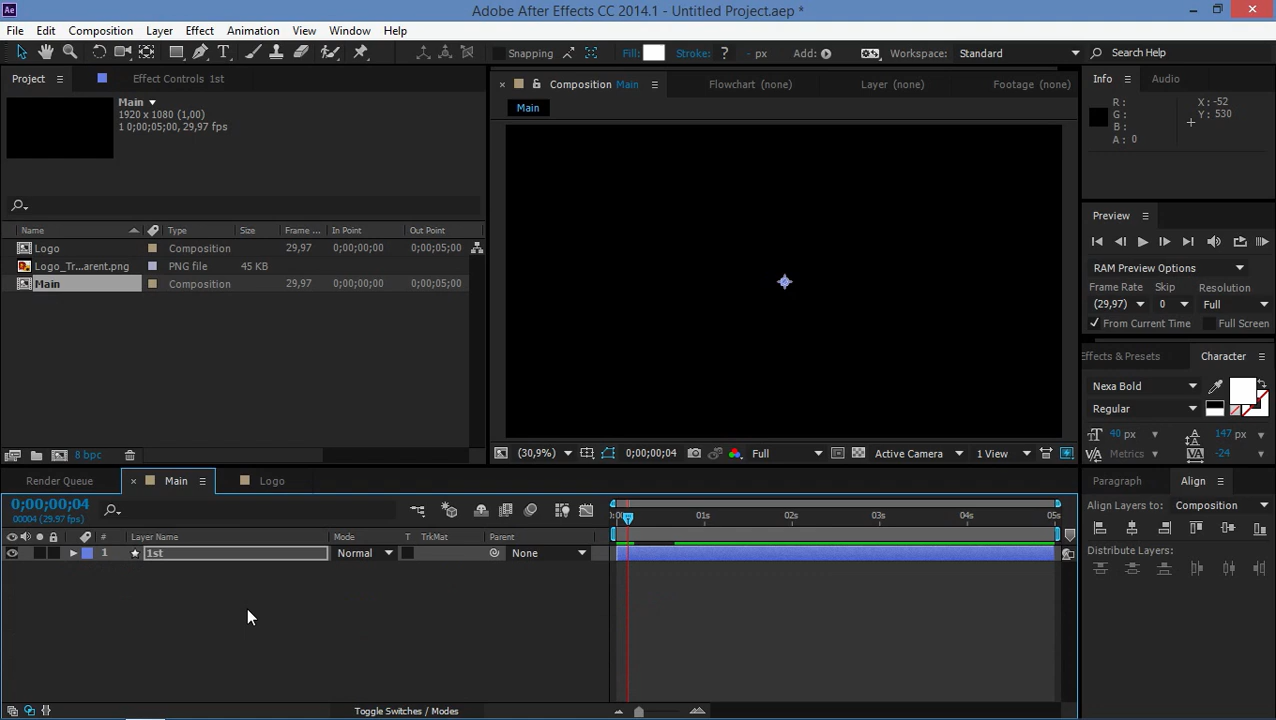 Ae Adobe After Effects CC 2014.1 - Untitled Project.aep *
File Edit Composition Layer Effect Animation View Window Help
Snapping Fill: Stroke: ? - px Add: Workspace: Standard Search Help
Project Effect Controls 1st
Composition Main Flowchart (none) Layer (none) Footage (none)
Info Audio
Main
1920 x 1080 (1,00)
1 0;00;05;00, 29,97 fps
Main
R: X: -52
G: Y: 530
B:
A: 0
Preview
Name Type Size Frame ... In Point Out Point
Logo Composition 29,97 0;00;00;00 0;00;05;00
Logo_Tr...arent.png PNG file 45 KB
Main Composition 29,97 0;00;00;00 0;00;05;00
RAM Preview Options
Frame Rate Skip Resolution
(29,97) 0 Full
From Current Time Full Screen
Effects & Presets Character
Nexa Bold
Regular
40 px 147 px
Metrics -24
8 bpc
(30,9%) 0;00;00;04 Full Active Camera 1 View
Render Queue Main Logo
Paragraph Align
0;00;00;04
00004 (29.97 fps)
01s 02s 03s 04s 05s
Align Layers to: Composition
Distribute Layers:
# Layer Name Mode T TrkMat Parent
1 1st Normal None
Toggle Switches / Modes